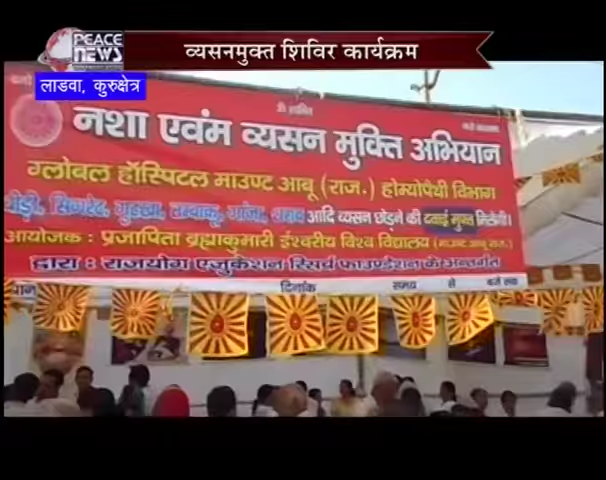 PEACE NEWS
व्यसनमुक्त शिविर कार्यक्रम
लाडवा, कुरुक्षेत्र
नशा एवंम व्यसन मुक्ति अभियान
ग्लोबल हॉस्पिटल माउण्ट आबू (राज.) होम्योपैथी विभाग
बीड़ी, सिगरेट, गुटखा, तम्बाकू, गांजा, शराब आदि व्यसन छोड़ने की दवाई मुफ्त मिलेगी।
आयोजक : प्रजापिता ब्रह्माकुमारी ईश्वरीय विश्व विद्यालय (माउण्ट आबू राज.)
द्वारा : राजयोग एजुकेशन रिसर्च फाउण्डेशन के अन्तर्गत
दिनांक समय से बजे तक